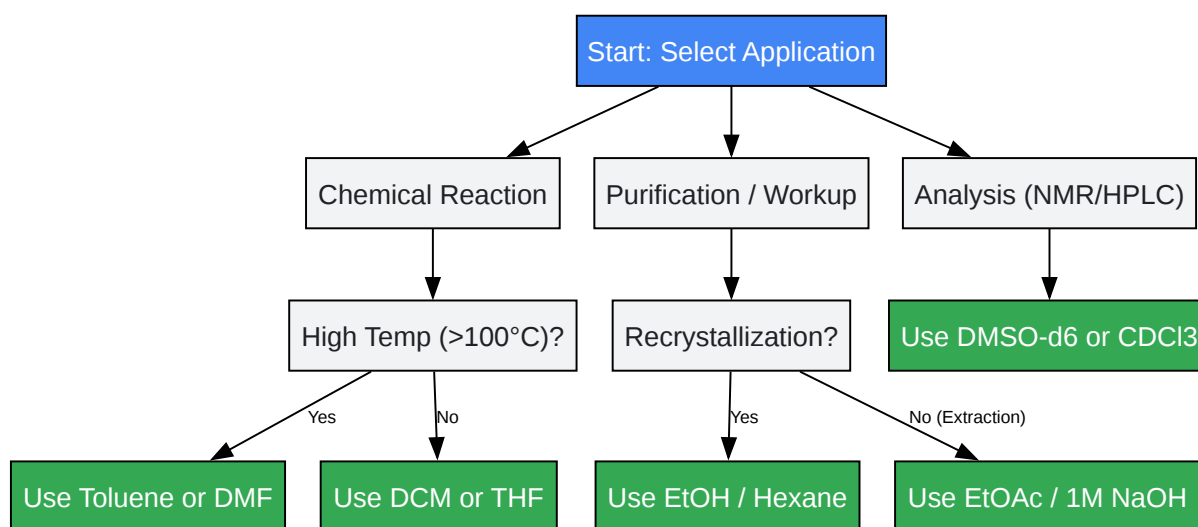 Start: Select Application
Chemical Reaction
Purification / Workup
Analysis (NMR/HPLC)
High Temp (>100°C)?
Recrystallization?
Use DMSO-d6 or CDCl3
Yes
No
Yes
No (Extraction)
Use Toluene or DMF
Use DCM or THF
Use EtOH / Hexane
Use EtOAc / 1M NaOH